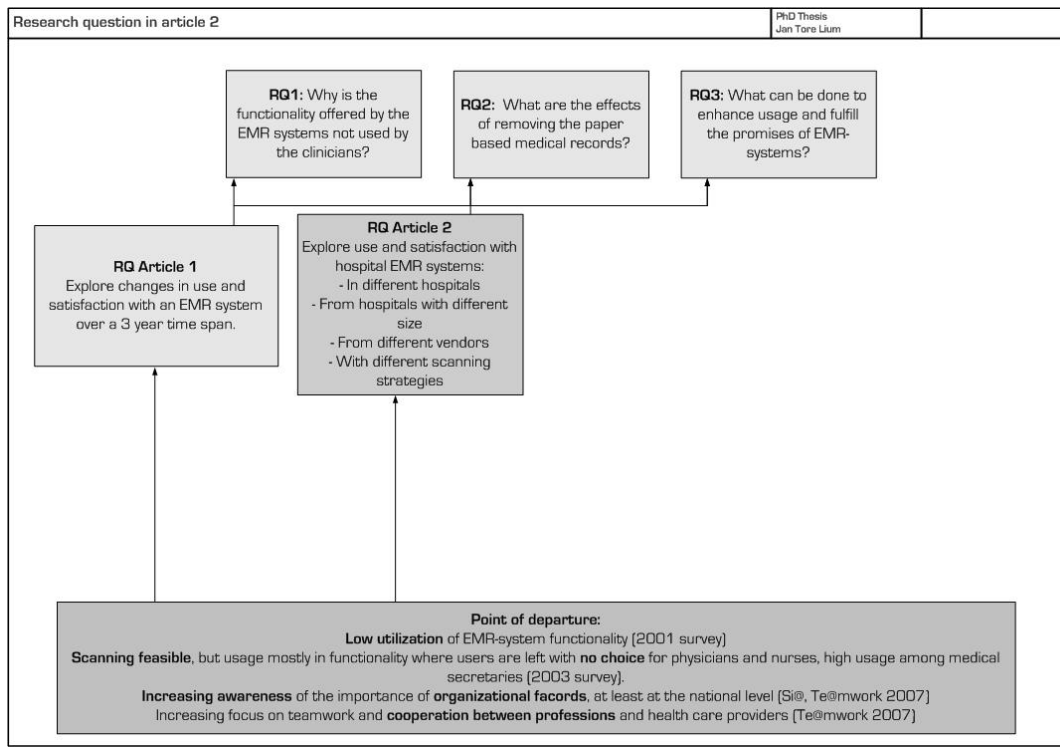 Research question in article 2
PhD Thesis
Jan Tore Lium
RQ1: Why is the
functionality offered by the
EMR systems not used by
the clinicians?
RQ2: What are the effects
of removing the paper
based medical records?
RQ3: What can be done to
enhance usage and fulfill
the promises of EMR-
systems?
RQ Article 1
Explore changes in use and
satisfaction with an EMR system
over a 3 year time span.
RQ Article 2
Explore use and satisfaction with
hospital EMR systems:
- In different hospitals
- From hospitals with different
size
- From different vendors
- With different scanning
strategies
Point of departure:
Low utilization of EMR-system functionality (2001 survey)
Scanning feasible, but usage mostly in functionality where users are left with no choice for physicians and nurses, high usage among medical
secretaries (2003 survey).
Increasing awareness of the importance of organizational facords, at least at the national level (Si@, Te@mwork 2007)
Increasing focus on teamwork and cooperation between professions and health care providers (Te@mwork 2007)